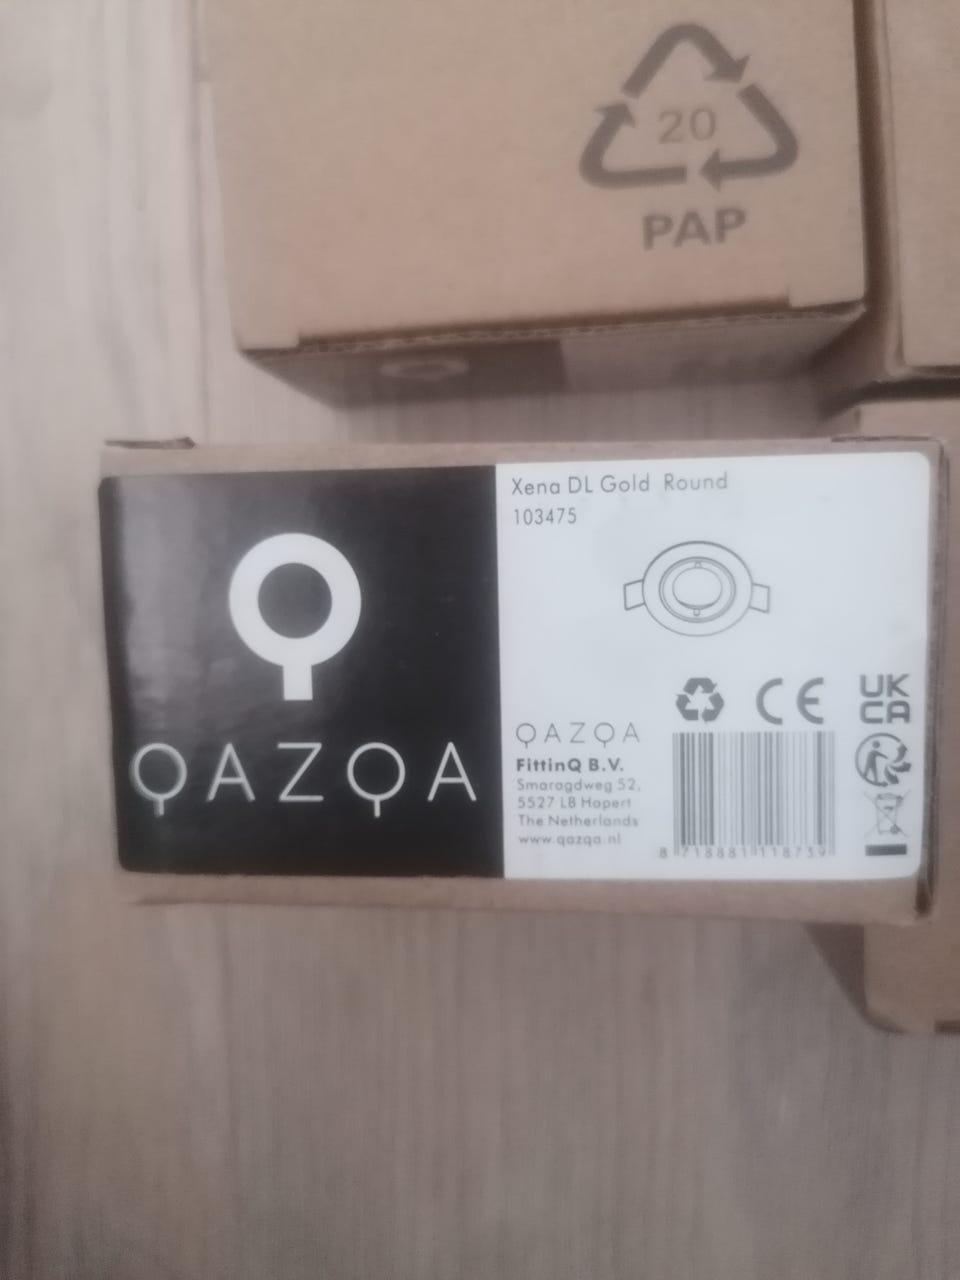 20
PAP
Xena DL Gold Round
103475
QAZQA
QAZQA
FittinQ B.V.
Smaragdweg 52,
5527 LB Hapert
The Netherlands
www.qazqa.nl
CE
UK
CA
8 718881 118739